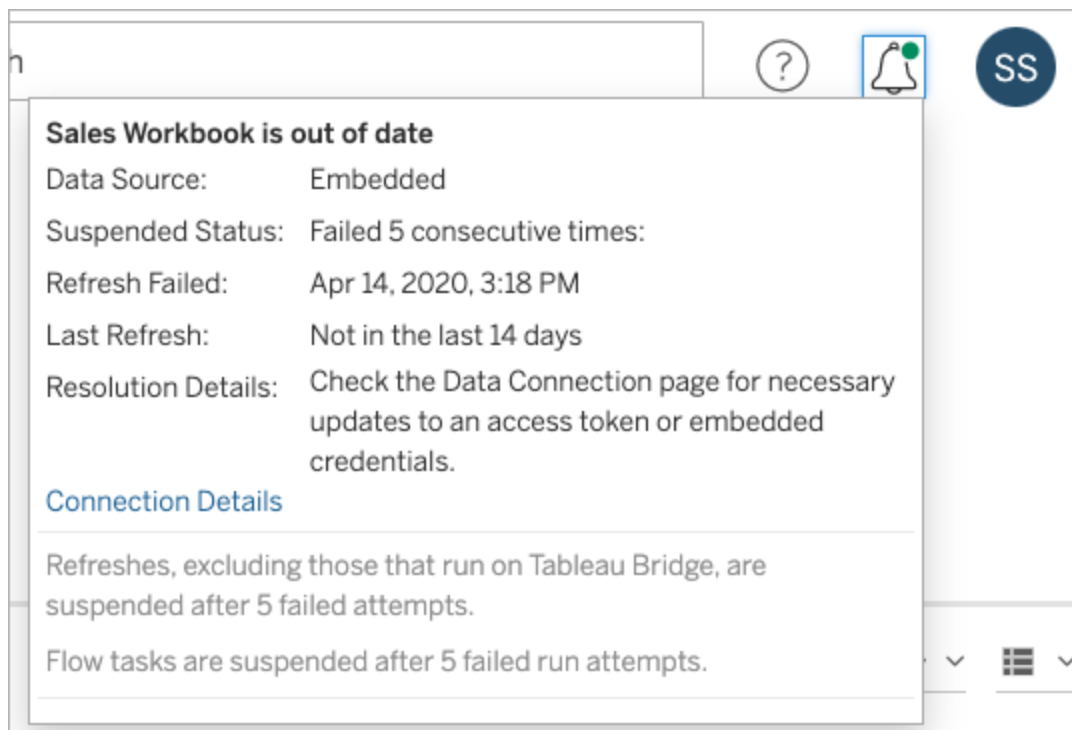 h
?
SS
Sales Workbook is out of date
Data Source: Embedded
Suspended Status: Failed 5 consecutive times:
Refresh Failed: Apr 14, 2020, 3:18 PM
Last Refresh: Not in the last 14 days
Resolution Details: Check the Data Connection page for necessary
updates to an access token or embedded
credentials.
Connection Details
Refreshes, excluding those that run on Tableau Bridge, are
suspended after 5 failed attempts.
Flow tasks are suspended after 5 failed run attempts.